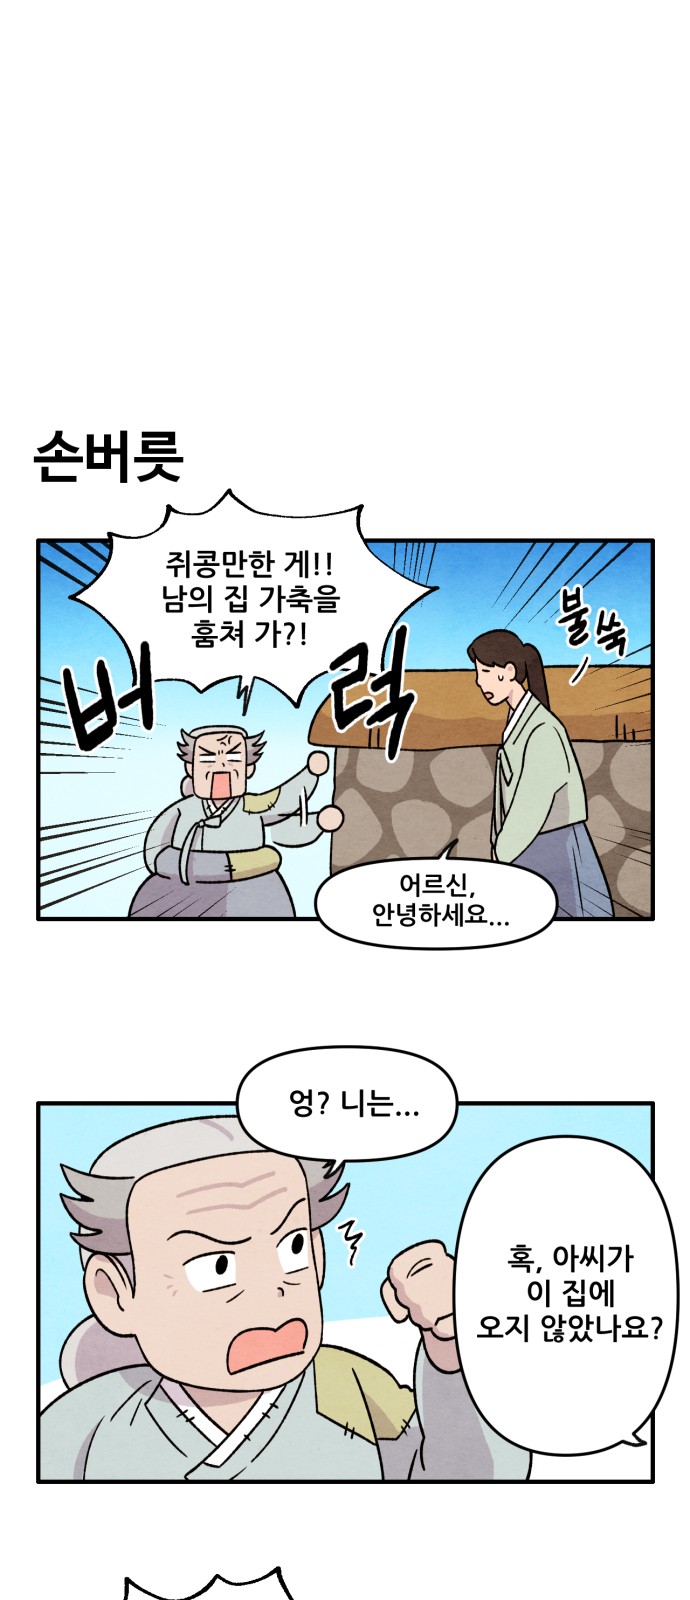 손버릇
쥐콩만한 게!!
남의 집 가축을
훔쳐 가?!
버럭
불쑥
어르신,
안녕하세요...
엉? 니는...
혹, 아씨가
이 집에
오지 않았나요?